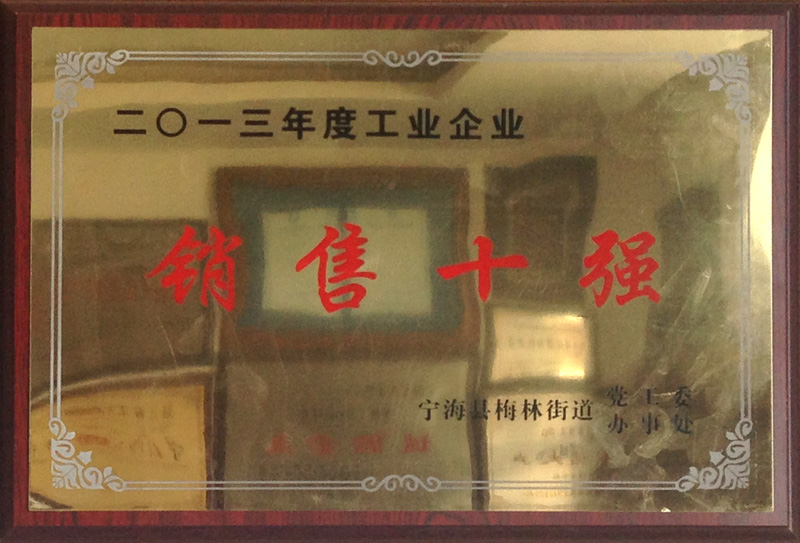 二〇一三年度工业企业
销售十强
宁海县梅林街道 党工委
办事处